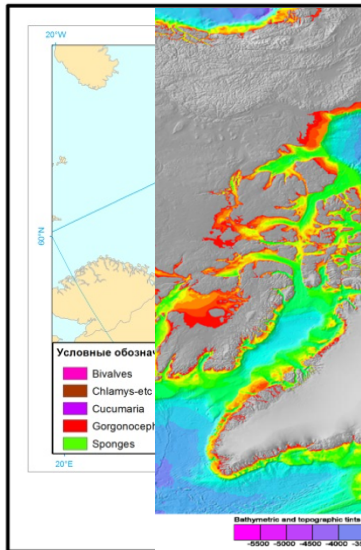 20°W
60°N
Условные обознач
Bivalves
Chlamys-etc
Cucumaria
Gorgonoceph
Sponges
20°E
Bathymetric and topographic tints
-5500 -5000 -4500 -4000 -35